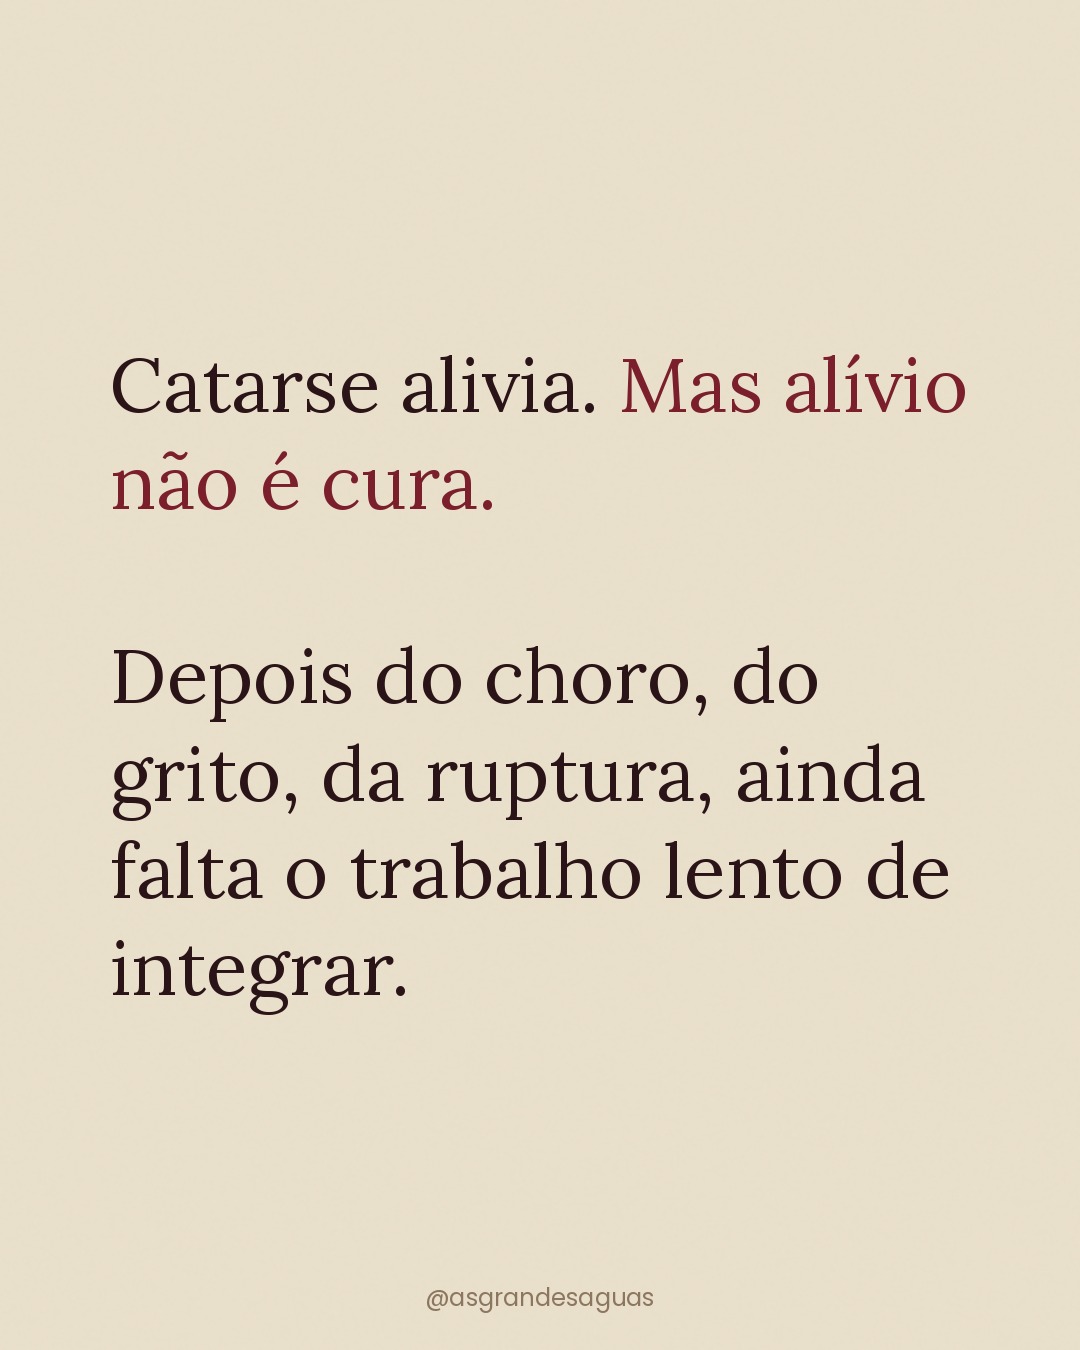 Catarse alivia. Mas alívio
não é cura.
Depois do choro, do
grito, da ruptura, ainda
falta o trabalho lento de
integrar.
@asgrandesaguas